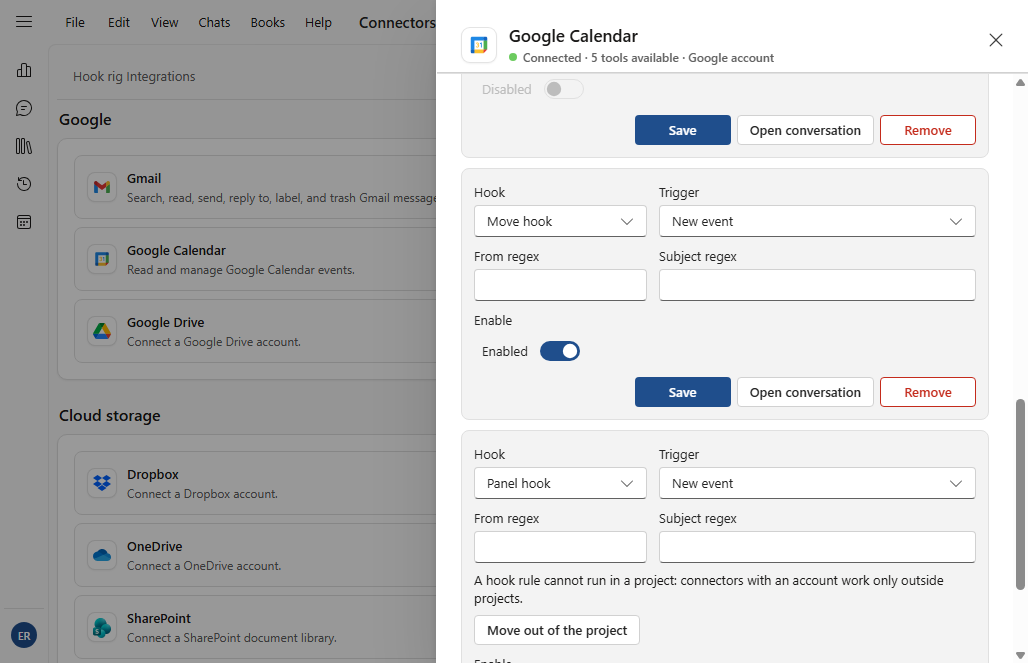 File Edit View Chats Books Help Connectors
Hook rig Integrations
Google
Gmail
Search, read, send, reply to, label, and trash Gmail message
Google Calendar
Read and manage Google Calendar events.
Google Drive
Connect a Google Drive account.
Cloud storage
Dropbox
Connect a Dropbox account.
OneDrive
Connect a OneDrive account.
SharePoint
Connect a SharePoint document library.
ER
Google Calendar
Connected · 5 tools available · Google account
Disabled
Save Open conversation Remove
Hook Trigger
Move hook New event
From regex Subject regex
Enable
Enabled
Save Open conversation Remove
Hook Trigger
Panel hook New event
From regex Subject regex
A hook rule cannot run in a project: connectors with an account work only outside
projects.
Move out of the project
Enable